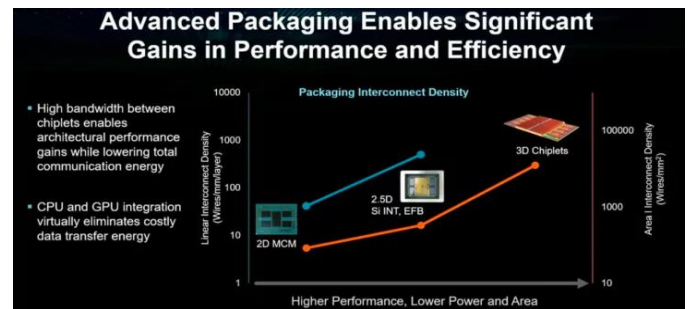 Advanced Packaging Enables Significant
Gains in Performance and Efficiency
▪ High bandwidth between
chiplets enables
architectural performance
gains while lowering total
communication energy
▪ CPU and GPU integration
virtually eliminates costly
data transfer energy
Packaging Interconnect Density
Linear Interconnect Density
(Wires/mm/layer)
10000
1000
100
10
1
2D MCM
2.5D
Si INT, EFB
3D Chiplets
100000
1000
10
Area l Interconnect Density
(Wires/mm²)
Higher Performance, Lower Power and Area